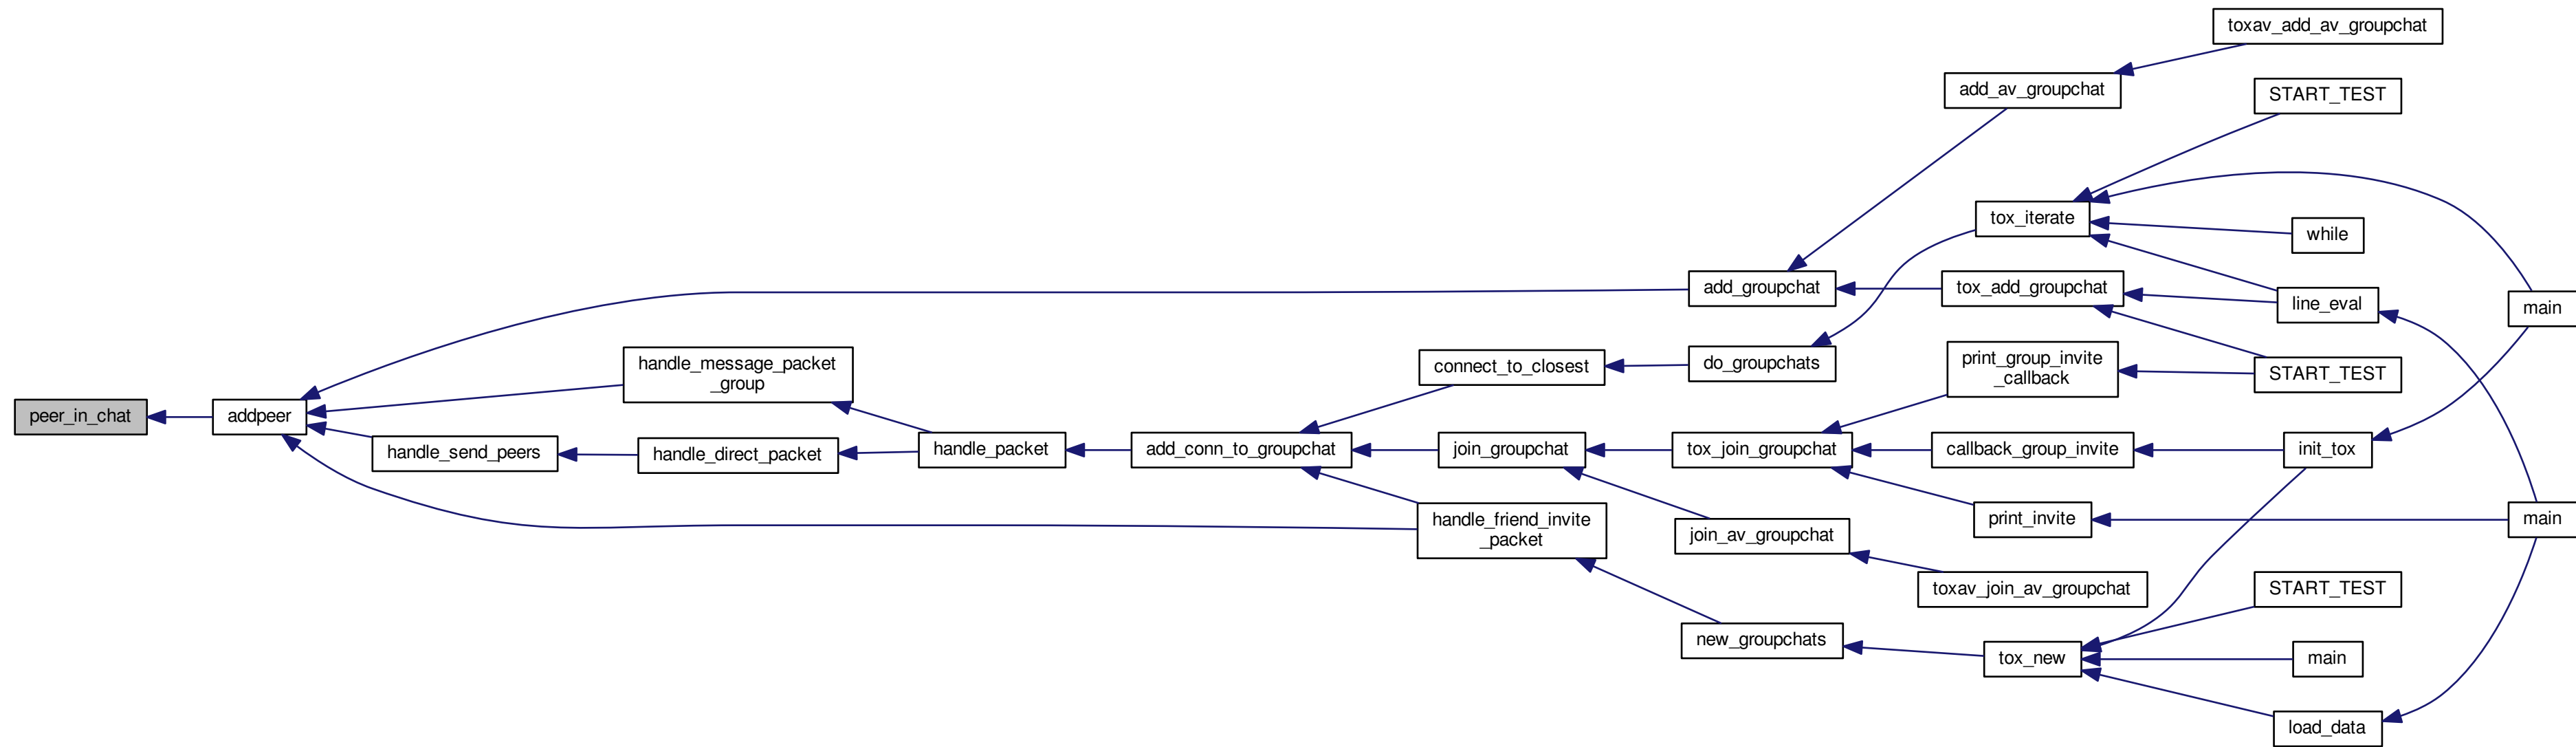 toxav_add_av_groupchat
add_av_groupchat
START_TEST
tox_iterate
while
add_groupchat
tox_add_groupchat
line_eval
main
handle_message_packet
_group
connect_to_closest
do_groupchats
print_group_invite
_callback
START_TEST
peer_in_chat
addpeer
handle_send_peers
handle_direct_packet
handle_packet
add_conn_to_groupchat
join_groupchat
tox_join_groupchat
callback_group_invite
init_tox
handle_friend_invite
_packet
join_av_groupchat
print_invite
main
toxav_join_av_groupchat
START_TEST
new_groupchats
tox_new
main
load_data